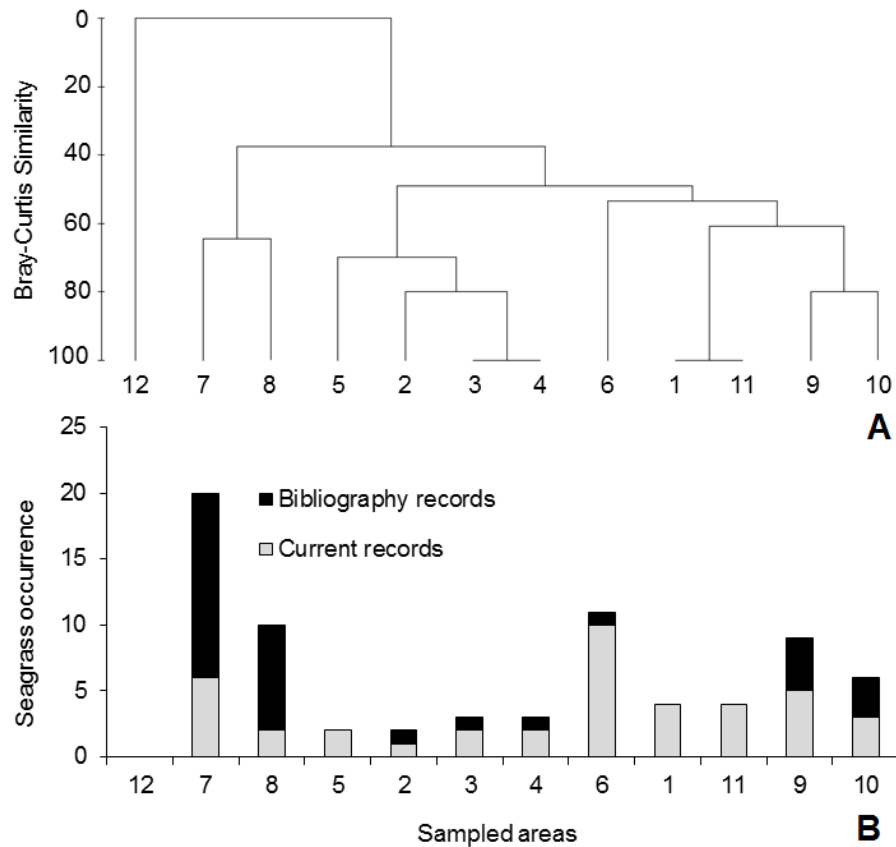 0
20
40
60
80
100
Bray-Curtis Similarity
12 7 8 5 2 3 4 6 1 11 9 10
A
25
20
15
10
5
0
Seagrass occurrence
Bibliography records
Current records
12 7 8 5 2 3 4 6 1 11 9 10
Sampled areas
B